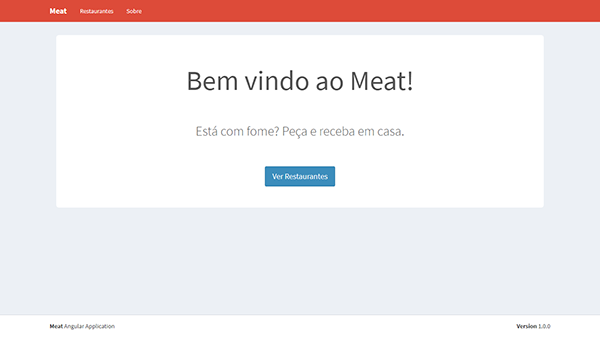 Meat Restaurantes Sobre
Bem vindo ao Meat!
Está com fome? Peça e receba em casa.
Ver Restaurantes
Meat Angular Application Version 1.0.0